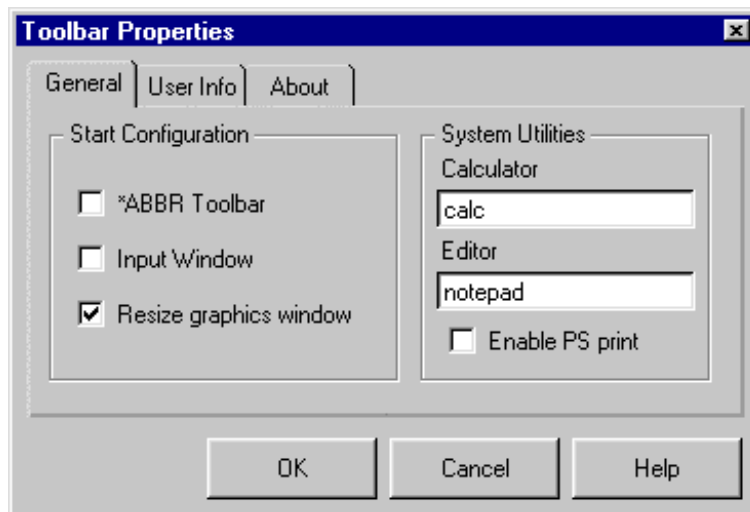 Toolbar Properties
General User Info About
Start Configuration
*ABBR Toolbar
Input Window
Resize graphics window
System Utilities
Calculator
calc
Editor
notepad
Enable PS print
OK Cancel Help